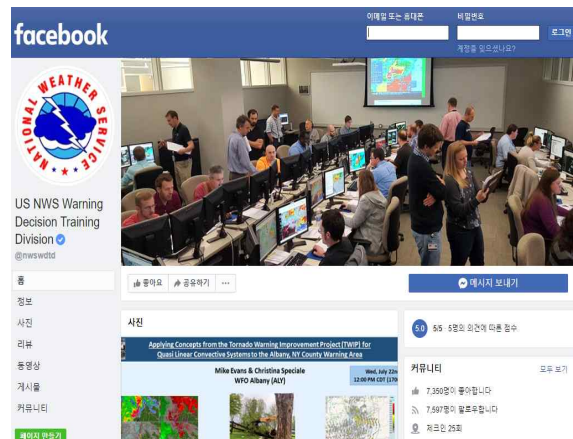 이메일 또는 휴대폰
비밀번호
facebook
로그인
계정을 잊으셨나요?
NATIONAL WEATHER SERVICE
US NWS Warning
Decision Training
Division
@nwswdtd
좋아요
공유하기
메시지 보내기
홈
정보
사진
리뷰
동영상
게시물
커뮤니티
페이지 만들기
사진
Applying Concepts from the Tornado Warning Improvement Project (TWIP) for
Quasi Linear Convective Systems to the Albany, NY County Warning Area
Mike Evans & Christina Speciale
WFO Albany (ALY)
Wed, July 22n
12:00 PM CDT (170
5.0
5/5 · 5명의 의견에 따른 점수
커뮤니티
모두 보기
7,350명이 좋아합니다
7,597명이 팔로우합니다
체크인 25회